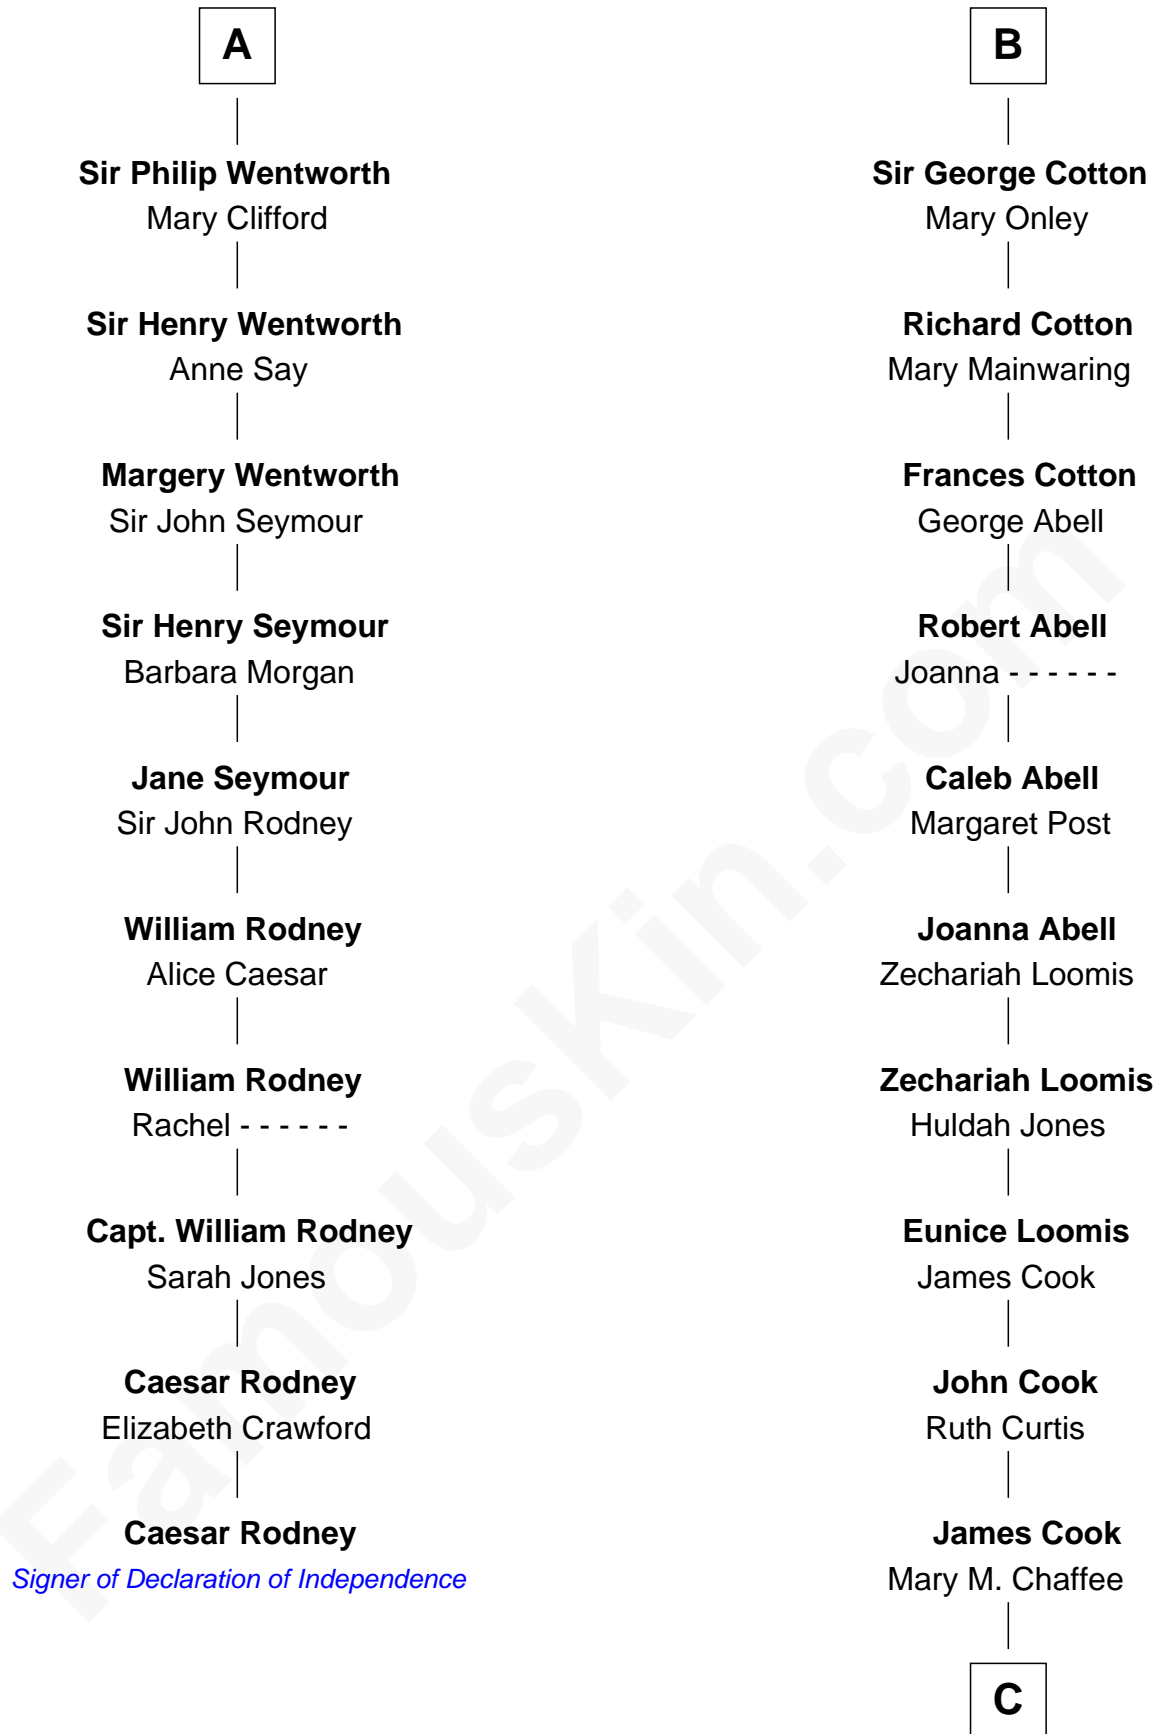 A
Sir Philip Wentworth
Mary Clifford
Sir Henry Wentworth
Anne Say
Margery Wentworth
Sir John Seymour
Sir Henry Seymour
Barbara Morgan
Jane Seymour
Sir John Rodney
William Rodney
Alice Caesar
William Rodney
Rachel - - - - - -
Capt. William Rodney
Sarah Jones
Caesar Rodney
Elizabeth Crawford
Caesar Rodney
Signer of Declaration of Independence
B
Sir George Cotton
Mary Onley
Richard Cotton
Mary Mainwaring
Frances Cotton
George Abell
Robert Abell
Joanna - - - - - -
Caleb Abell
Margaret Post
Joanna Abell
Zechariah Loomis
Zechariah Loomis
Huldah Jones
Eunice Loomis
James Cook
John Cook
Ruth Curtis
James Cook
Mary M. Chaffee
C
FamousKin.com